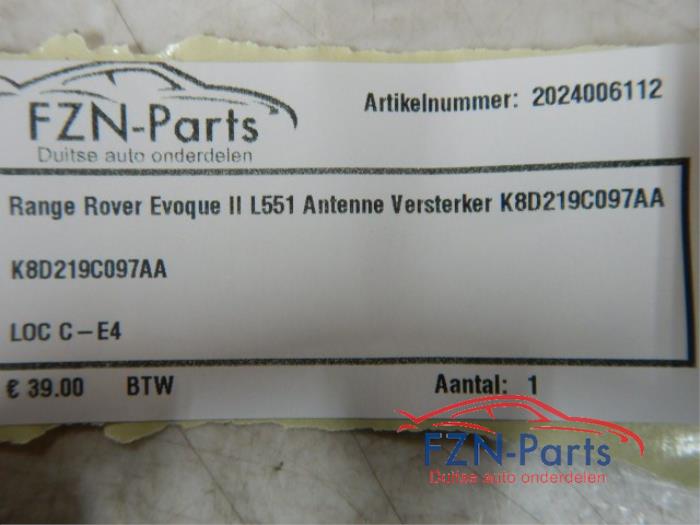 FZN-Parts
Duitse auto onderdelen
Artikelnummer: 2024006112
Range Rover Evoque II L551 Antenne Versterker K8D219C097AA
K8D219C097AA
LOC C-E4
€ 39.00 BTW Aantal: 1
FZN-Parts
Duitse auto onderdelen